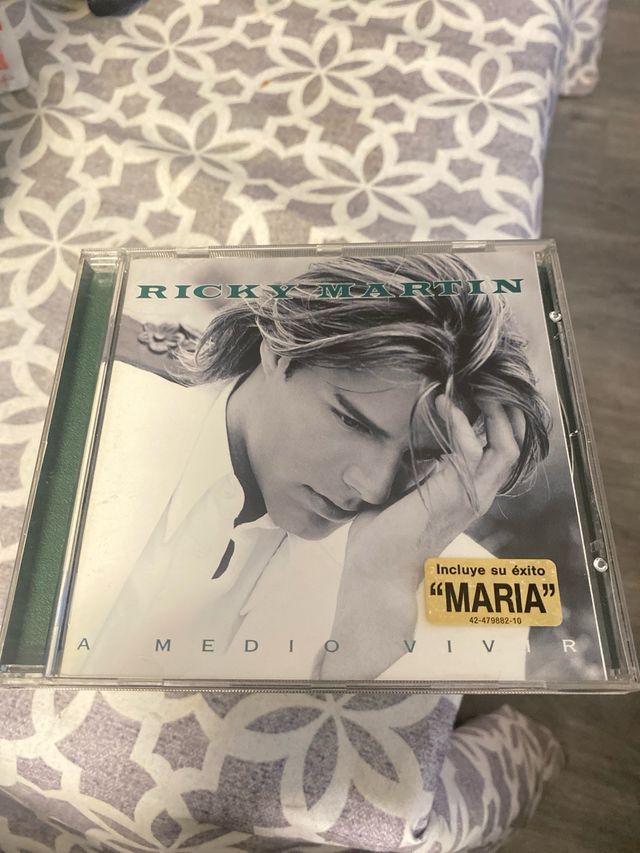 RICKY MARTIN
Incluye su éxito
“MARIA”
42-479882-10
A MEDIO VIVIR